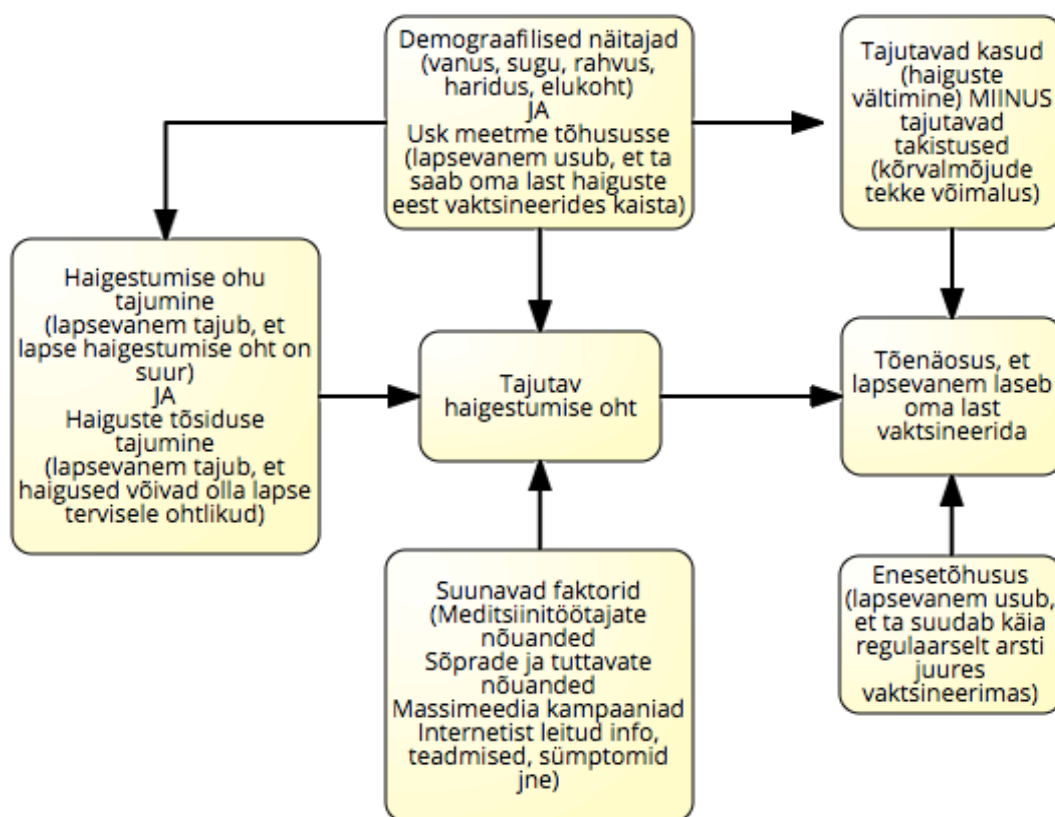 Demograafilised näitajad
(vanus, sugu, rahvus,
haridus, elukoht)
JA
Usk meetme tõhususse
(lapsevanem usub, et ta
saab oma last haiguste
eest vaktsineerides kaista)
Tajutavad kasud
(haiguste
vältimine) MIINUS
tajutavad
takistused
(kõrvalmõjude
tekke võimalus)
Haigestumise ohu
tajumine
(lapsevanem tajub, et
lapse haigestumise oht on
suur)
JA
Haiguste tõsiduse
tajumine
(lapsevanem tajub, et
haigused võivad olla lapse
tervisele ohtlikud)
Tajutav
haigestumise oht
Tõenäosus, et
lapsevanem laseb
oma last
vaktsineerida
Suunavad faktorid
(Meditsiinitöötajate
nõuanded
Sõprade ja tuttavate
nõuanded
Massimeedia kampaaniad
Internetist leitud info,
teadmised, sümptomid
jne)
Enesetõhusus
(lapsevanem usub,
et ta suudab käia
regulaarselt arsti
juures
vaktsineerimas)